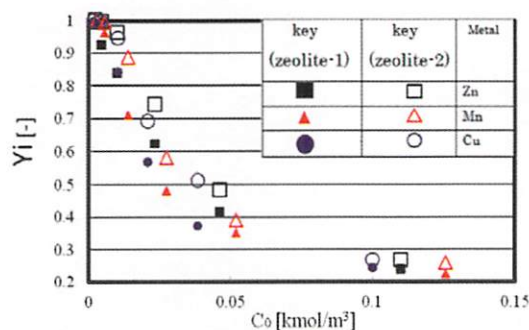 1
0.9
0.8
0.7
0.6
0.5
0.4
0.3
0.2
Yi [-]
key key Metal
(zeolite-1) (zeolite-2)
Zn
Mn
Cu
0 0.05 0.1 0.15
C₀ [kmol/m³]